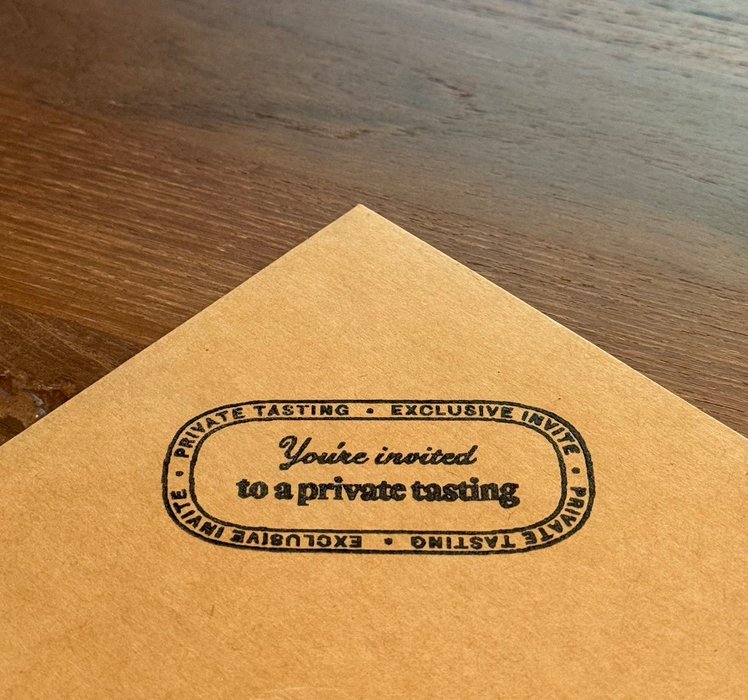 PRIVATE TASTING • EXCLUSIVE INVITE • PRIVATE TASTING • EXCLUSIVE INVITE •
You're invited
to a private tasting